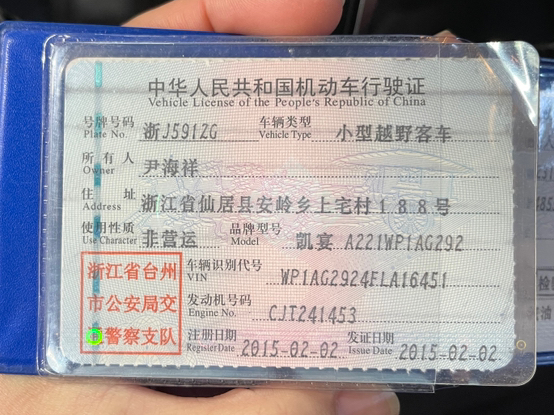 中华人民共和国机动车行驶证
Vehicle License of the People's Republic of China
号牌号码 浙J591ZG 车辆类型 小型越野客车
Plate No. Vehicle Type
所有人 尹海祥
Owner
住址 浙江省仙居县安岭乡上宅村188号
Address
使用性质 非营运 品牌型号 凯宴 A221WP1AG292
Use Character Model
浙江省台州
市公安局交
警察支队
车辆识别代号 WP1AG2924FLA16451
VIN
发动机号码 CJT241453
Engine No.
注册日期 2015-02-02 发证日期 2015-02-02
Register Date Issue Date